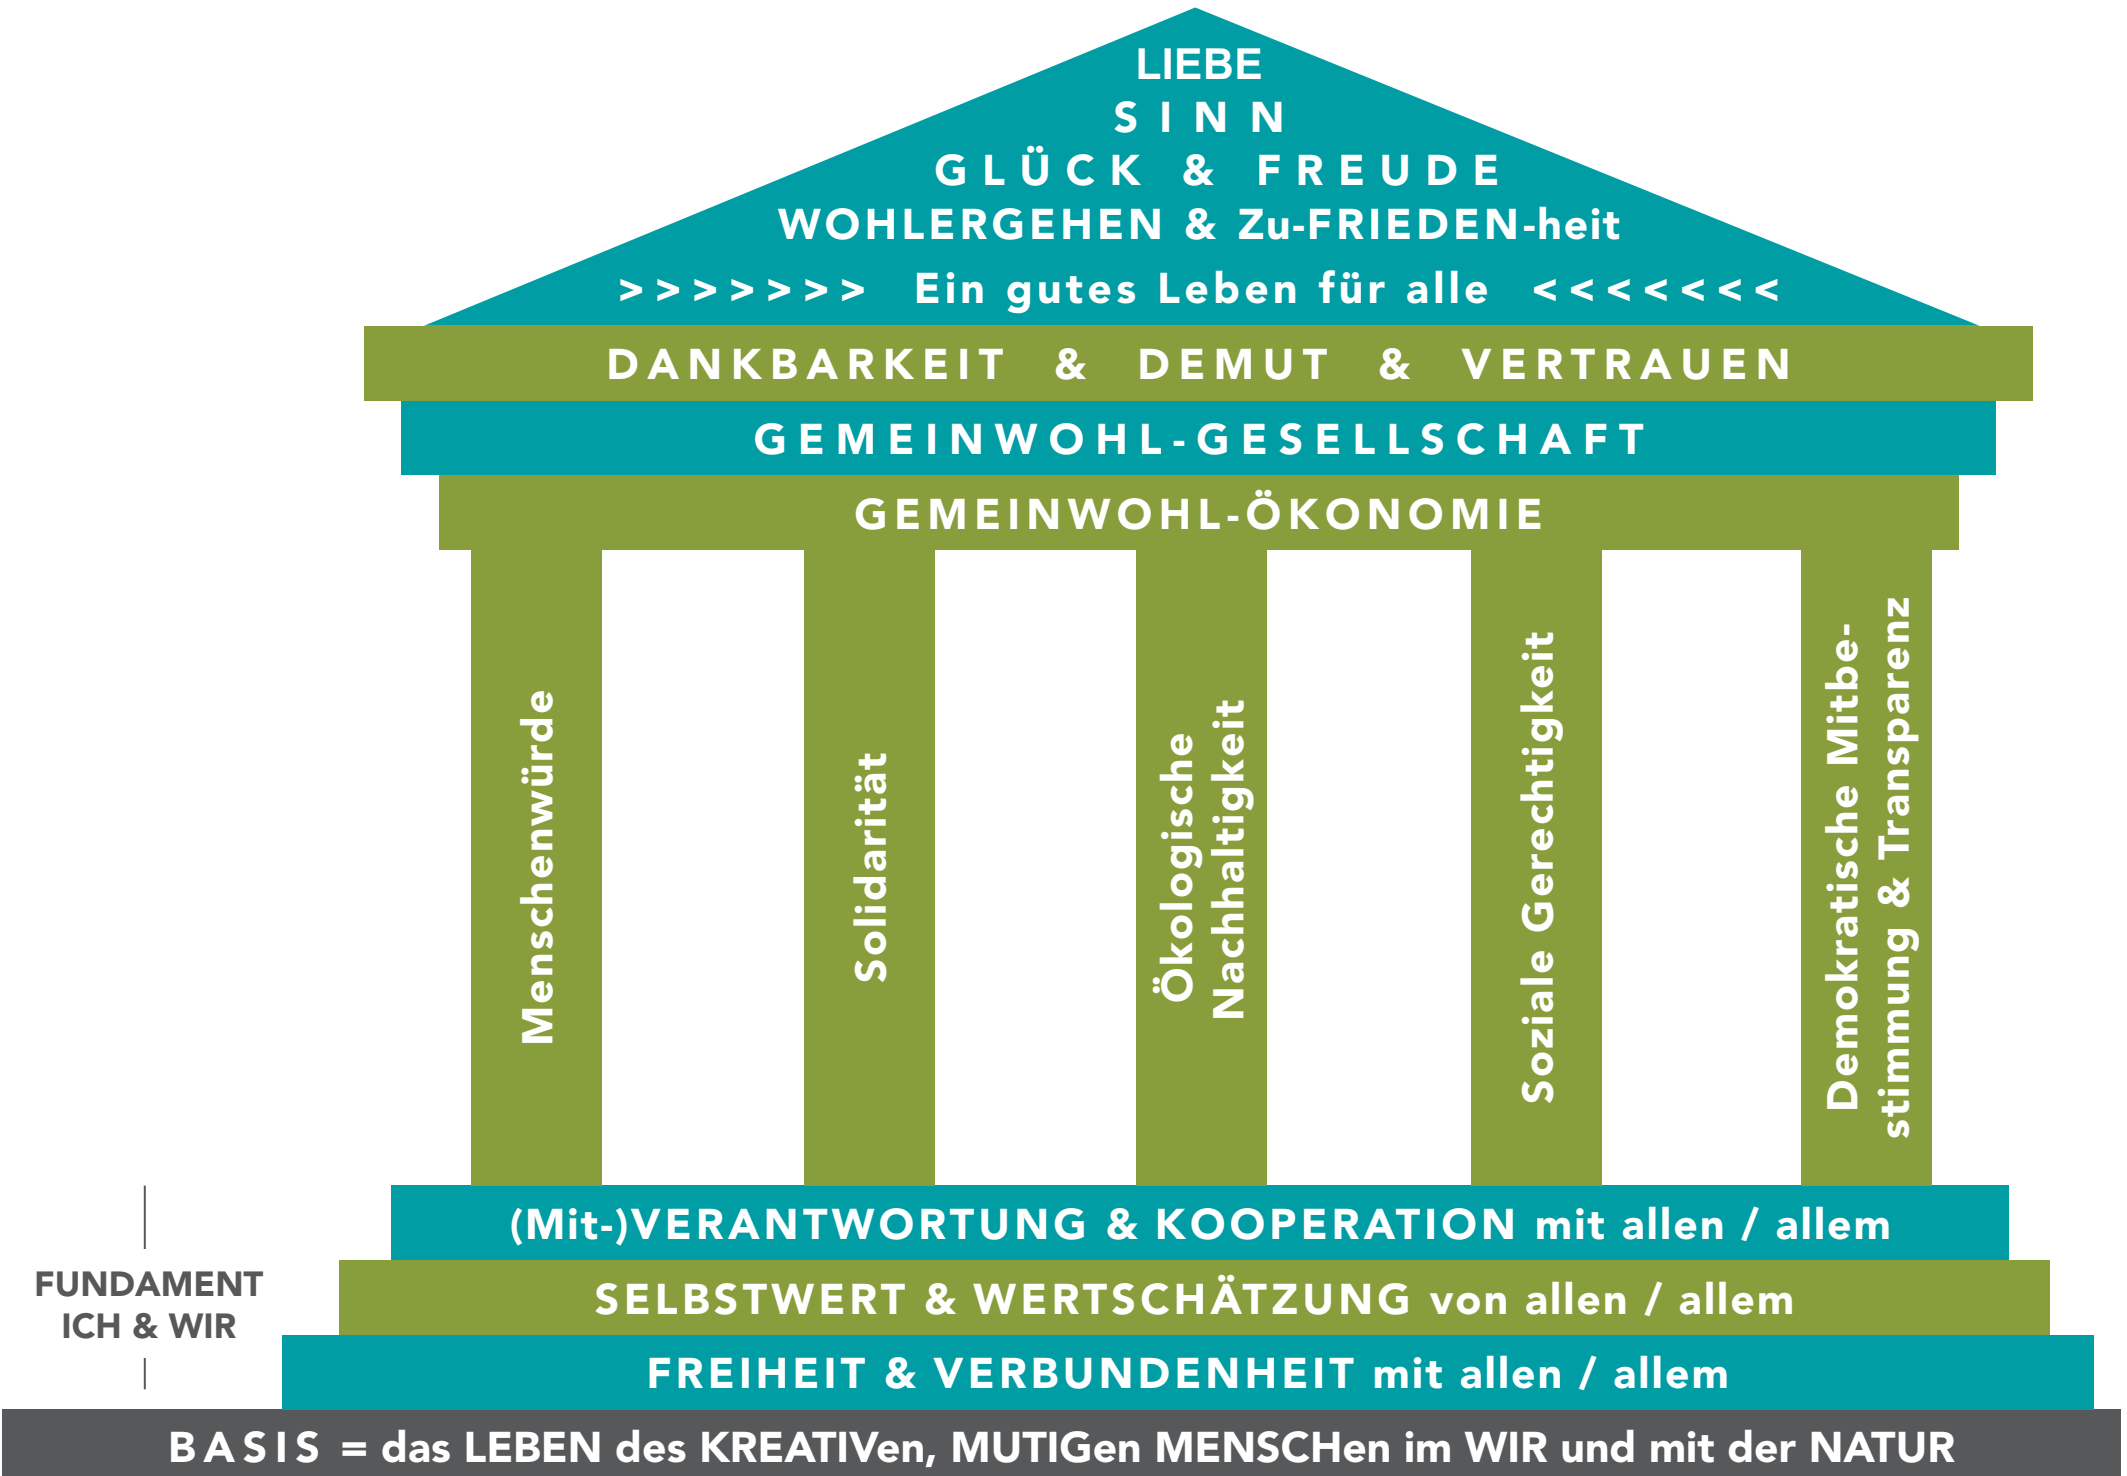 LIEBE
SINN
GLÜCK & FREUDE
WOHLERGEHEN & Zu-FRIEDEN-heit
>>>>>>> Ein gutes Leben für alle <<<<<<<
DANKBARKEIT & DEMUT & VERTRAUEN
GEMEINWOHL-GESELLSCHAFT
GEMEINWOHL-ÖKONOMIE
Menschenwürde
Solidarität
Ökologische
Nachhaltigkeit
Soziale Gerechtigkeit
Demokratische Mitbe-
stimmung & Transparenz
(Mit-)VERANTWORTUNG & KOOPERATION mit allen / allem
FUNDAMENT
ICH & WIR
SELBSTWERT & WERTSCHÄTZUNG von allen / allem
FREIHEIT & VERBUNDENHEIT mit allen / allem
BASIS = das LEBEN des KREATIVen, MUTIGen MENSCHen im WIR und mit der NATUR